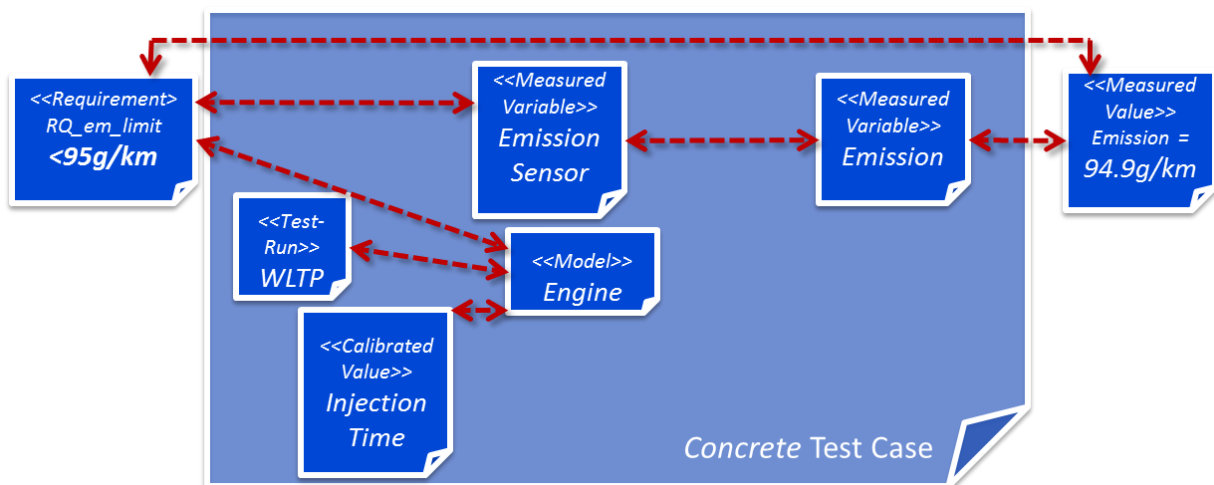 <<Requirement>
RQ_em_limit
<95g/km
<<Measured
Variable>>
Emission
Sensor
<<Measured
Variable>>
Emission
<<Measured
Value>>
Emission =
94.9g/km
<<Test-
Run>>
WLTP
<<Model>>
Engine
<<Calibrated
Value>>
Injection
Time
Concrete Test Case